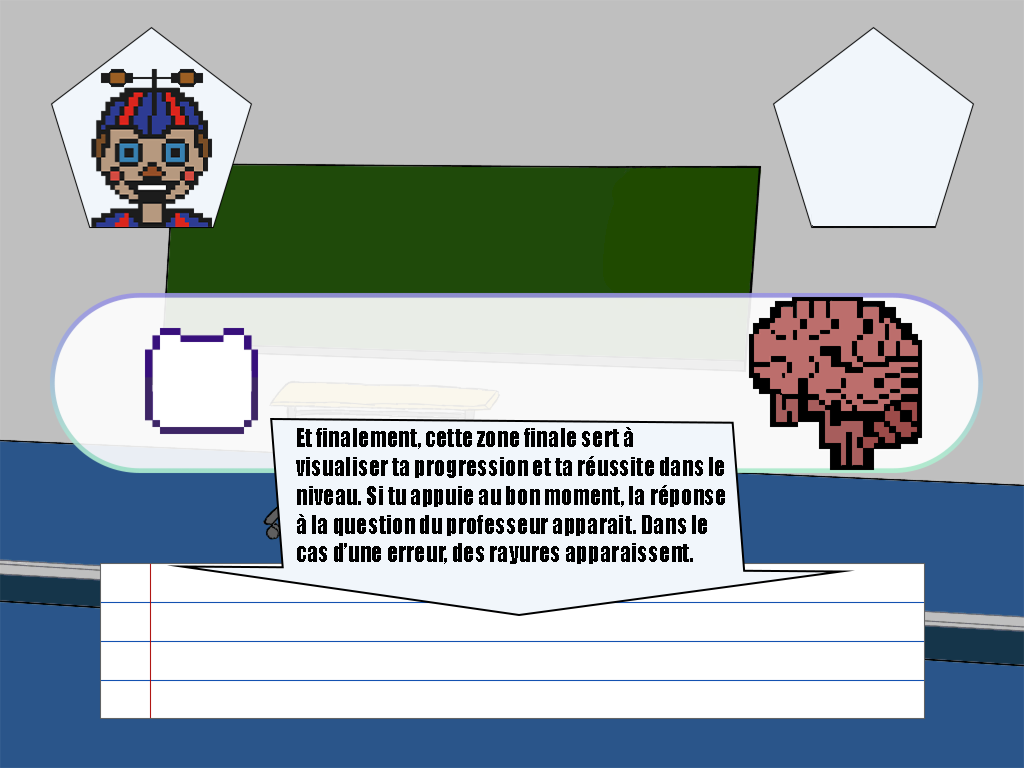 Et finalement, cette zone finale sert à
visualiser ta progression et ta réussite dans le
niveau. Si tu appuie au bon moment, la réponse
à la question du professeur apparait. Dans le
cas d'une erreur, des rayures apparaissent.